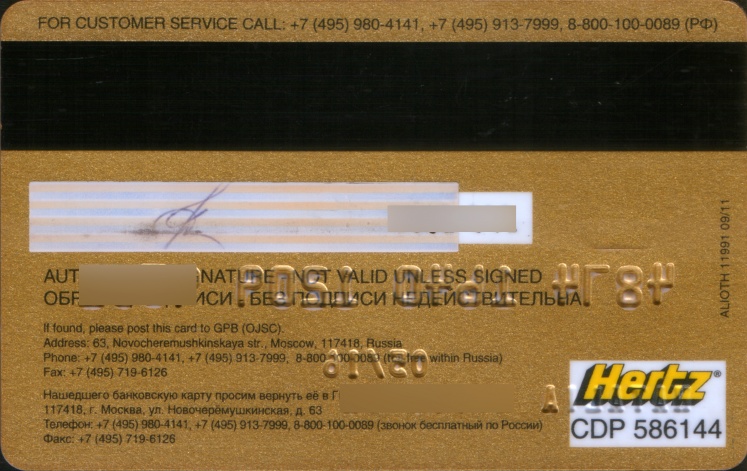 FOR CUSTOMER SERVICE CALL: +7 (495) 980-4141, +7 (495) 913-7999, 8-800-100-0089 (РФ)
NOT VALID UNLESS SIGNED
БЕЗ ПОДПИСИ НЕДЕЙСТВИТЕЛЬНА
If found, please post this card to GPB (OJSC).
Address: 63, Novocheremushkinskaya str., Moscow, 117418, Russia
Phone: +7 (495) 980-4141, +7 (495) 913-7999, 8-800-100-0089 (toll-free within Russia)
Fax: +7 (495) 719-6126
Нашедшего банковскую карту просим вернуть её в
117418, г. Москва, ул. Новочерёмушкинская, д. 63
Телефон: +7 (495) 980-4141, +7 (495) 913-7999, 8-800-100-0089 (звонок бесплатный по России)
Факс: +7 (495) 719-6126
Hertz®
CDP 586144
ALIOTH 11991 09/11